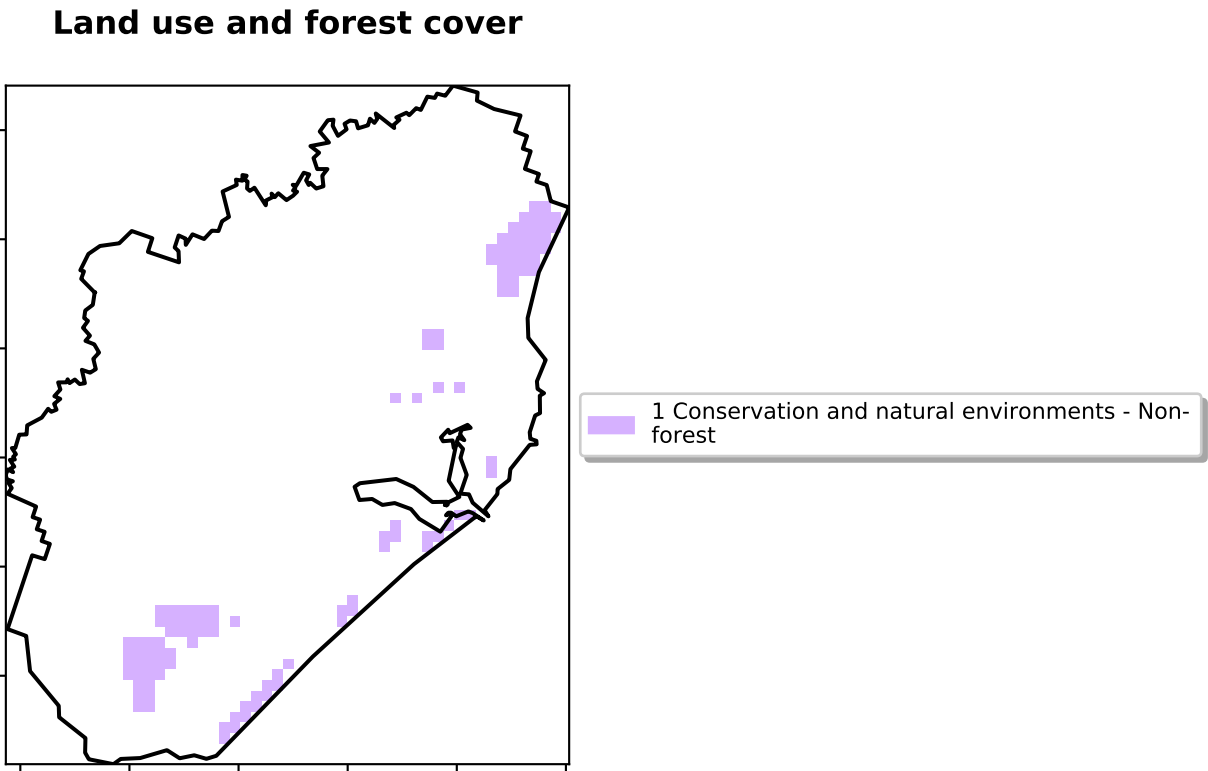 Land use and forest cover
1 Conservation and natural environments - Non-
forest